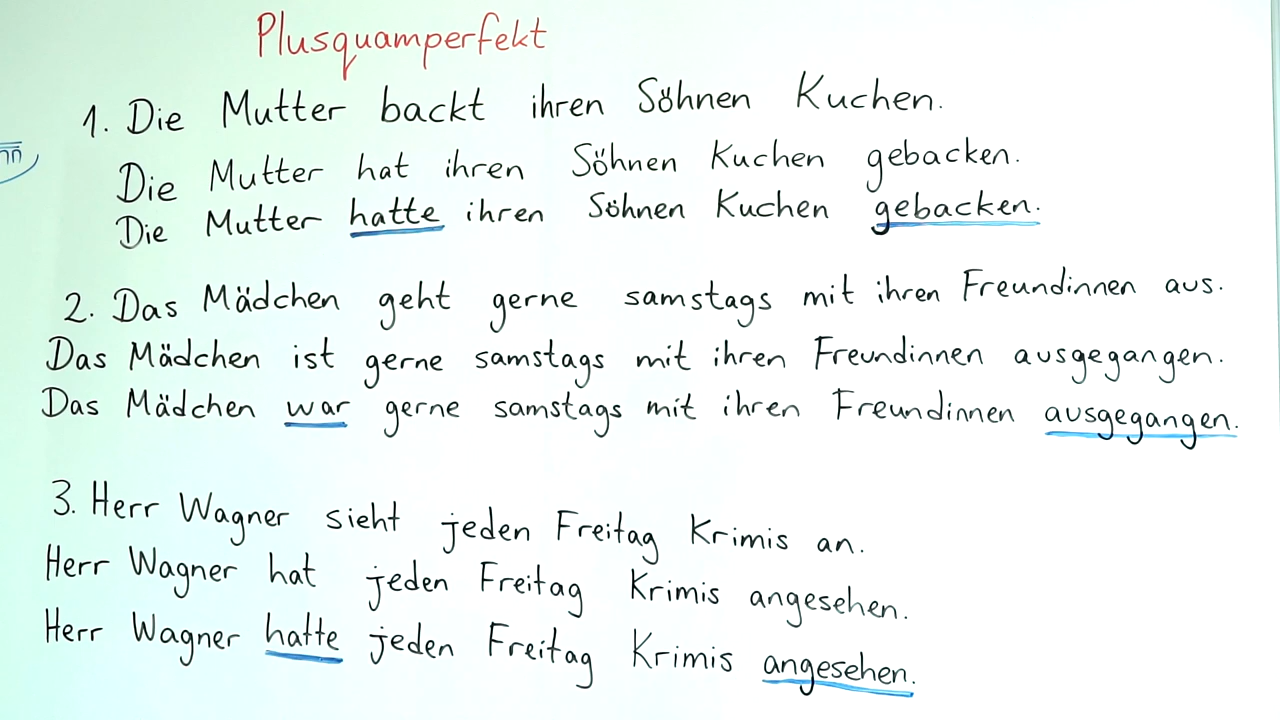 Plusquamperfekt
1. Die Mutter backt ihren Söhnen Kuchen.
Die Mutter hat ihren Söhnen Kuchen gebacken.
Die Mutter hatte ihren Söhnen Kuchen gebacken.
2. Das Mädchen geht gerne samstags mit ihren Freundinnen aus.
Das Mädchen ist gerne samstags mit ihren Freundinnen ausgegangen.
Das Mädchen war gerne samstags mit ihren Freundinnen ausgegangen.
3. Herr Wagner sieht jeden Freitag Krimis an.
Herr Wagner hat jeden Freitag Krimis angesehen.
Herr Wagner hatte jeden Freitag Krimis angesehen.